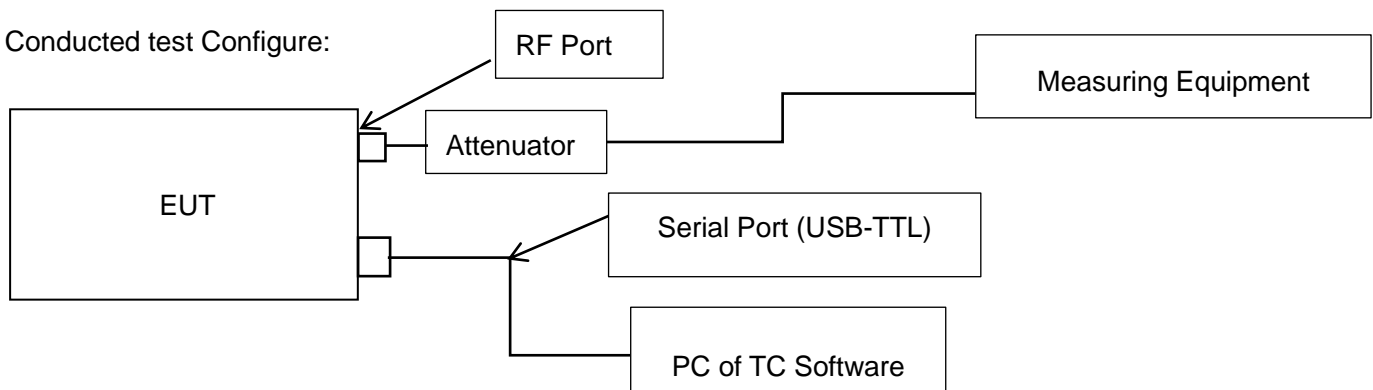 Conducted test Configure:
RF Port
Measuring Equipment
Attenuator
EUT
Serial Port (USB-TTL)
PC of TC Software